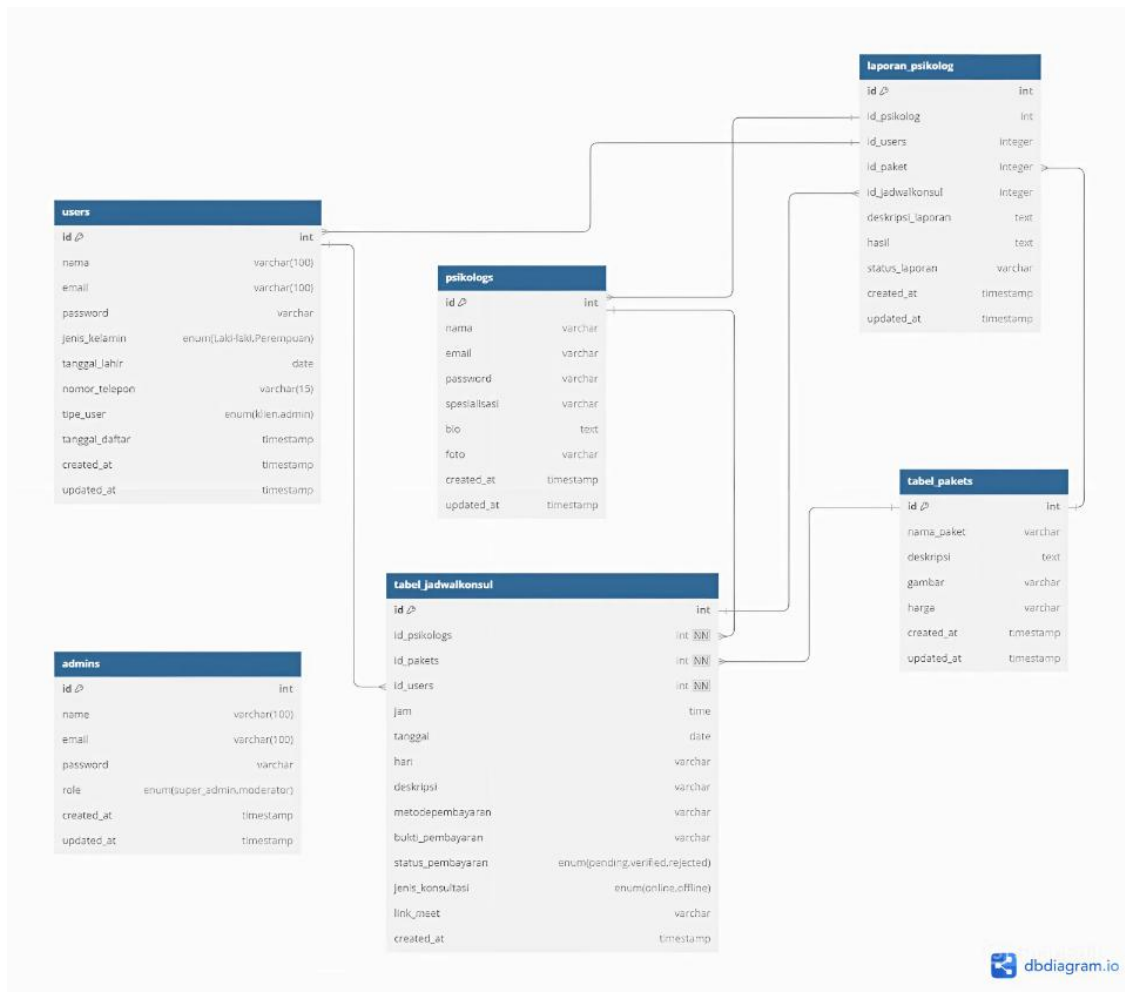 laporan_psikolog
id int
id_psikolog int
id_users integer
id_paket integer
id_jadwalkonsul integer
deskripsi_laporan text
hasil text
status_laporan varchar
created_at timestamp
updated_at timestamp
users
id int
nama varchar(100)
email varchar(100)
password varchar
jenis_kelamin enum(Laki-laki,Perempuan)
tanggal_lahir date
nomor_telepon varchar(15)
tipe_user enum(klien,admin)
tanggal_daftar timestamp
created_at timestamp
updated_at timestamp
psikologs
id int
nama varchar
email varchar
password varchar
spesialisasi varchar
bio text
foto varchar
created_at timestamp
updated_at timestamp
tabel_pakets
id int
nama_paket varchar
deskripsi text
gambar varchar
harga varchar
created_at timestamp
updated_at timestamp
tabel_jadwalkonsul
id int
id_psikologs int NN
id_pakets int NN
id_users int NN
jam time
tanggal date
hari varchar
deskripsi varchar
metodepembayaran varchar
bukti_pembayaran varchar
status_pembayaran enum(pending,verified,rejected)
jenis_konsultasi enum(online,offline)
link_meet varchar
created_at timestamp
admins
id int
name varchar(100)
email varchar(100)
password varchar
role enum(super_admin,moderator)
created_at timestamp
updated_at timestamp
dbdiagram.io